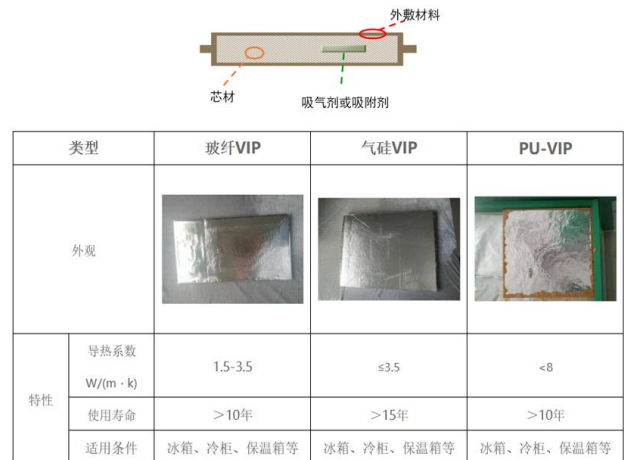 外敷材料
芯材
吸气剂或吸附剂
类型 玻纤VIP 气硅VIP PU-VIP
外观
特性
导热系数
W/(m·k)
1.5-3.5 ≤3.5 <8
使用寿命 >10年 >15年 >10年
适用条件 冰箱、冷柜、保温箱等 冰箱、冷柜、保温箱等 冰箱、冷柜、保温箱等